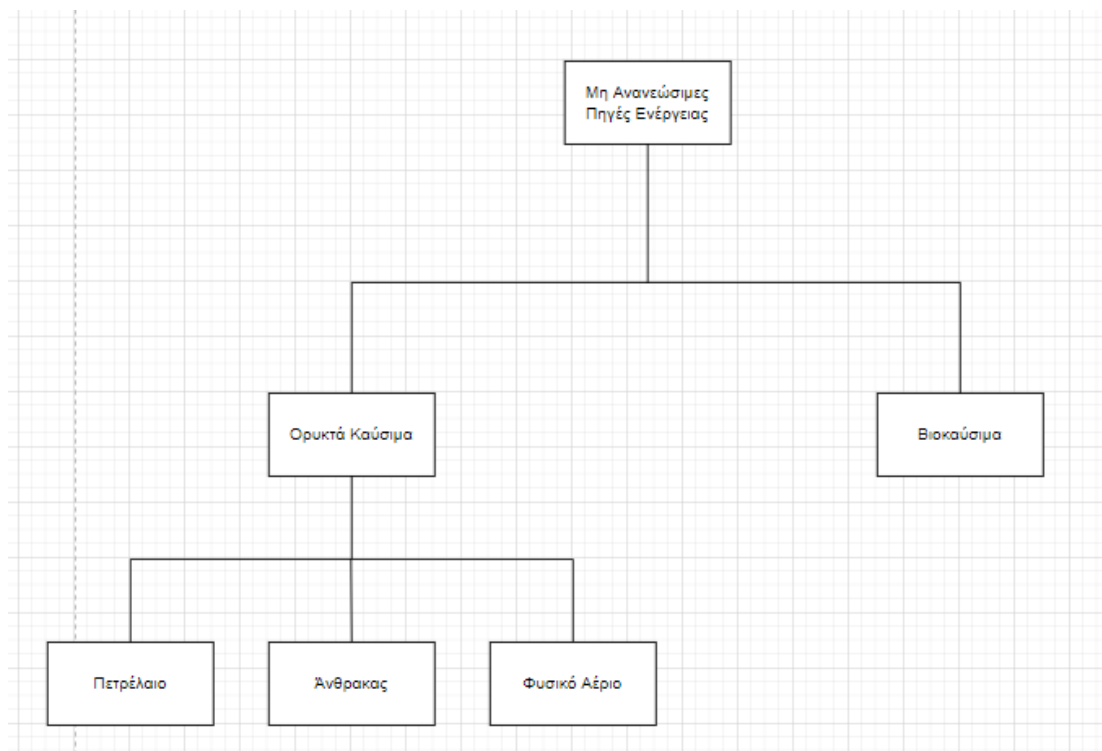 Μη Ανανεώσιμες
Πηγές Ενέργειας
Ορυκτά Καύσιμα
Βιοκαύσιμα
Πετρέλαιο
Άνθρακας
Φυσικό Αέριο